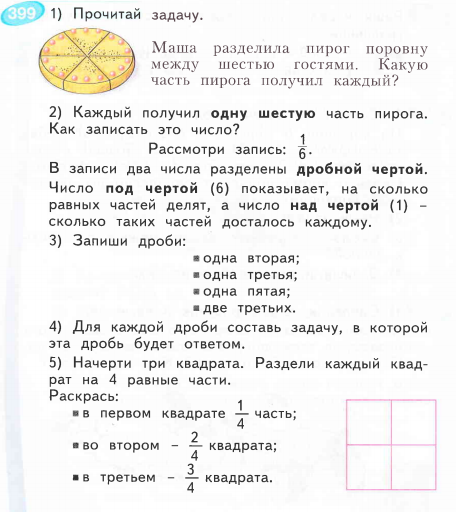 399 1) Прочитай задачу.
Маша разделила пирог поровну
между шестью гостями. Какую
часть пирога получил каждый?
2) Каждый получил одну шестую часть пирога.
Как записать это число?
Рассмотри запись: 1/6.
В записи два числа разделены дробной чертой.
Число под чертой (6) показывает, на сколько
равных частей делят, а число над чертой (1) –
сколько таких частей досталось каждому.
3) Запиши дроби:
▪одна вторая;
▪одна третья;
▪одна пятая;
▪две третьих.
4) Для каждой дроби составь задачу, в которой
эта дробь будет ответом.
5) Начерти три квадрата. Раздели каждый квад-
рат на 4 равные части.
Раскрась:
▪в первом квадрате 1/4 часть;
▪во втором – 2/4 квадрата;
▪в третьем – 3/4 квадрата.